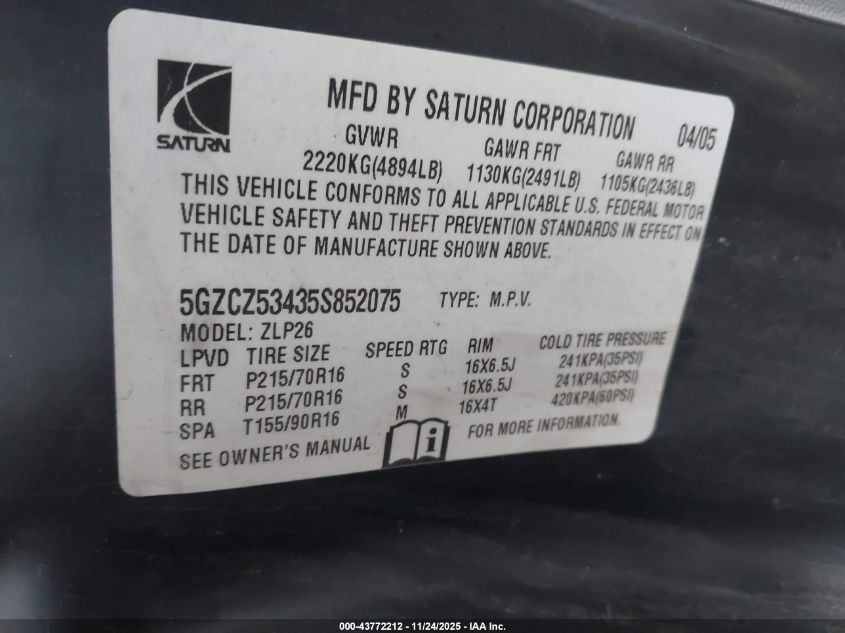 SATURN
MFD BY SATURN CORPORATION 04/05
GVWR GAWR FRT GAWR RR
2220KG(4894LB) 1130KG(2491LB) 1105KG(2436LB)
THIS VEHICLE CONFORMS TO ALL APPLICABLE U.S. FEDERAL MOTOR
VEHICLE SAFETY AND THEFT PREVENTION STANDARDS IN EFFECT ON
THE DATE OF MANUFACTURE SHOWN ABOVE.
5GZCZ53435S852075 TYPE: M.P.V.
MODEL: ZLP26
LPVD TIRE SIZE SPEED RTG RIM COLD TIRE PRESSURE
FRT P215/70R16 S 16X6.5J 241KPA(35PSI)
RR P215/70R16 S 16X6.5J 241KPA(35PSI)
SPA T155/90R16 M 16X4T 420KPA(60PSI)
SEE OWNER'S MANUAL i FOR MORE INFORMATION.
000-43772212 - 11/24/2025 - IAA Inc.